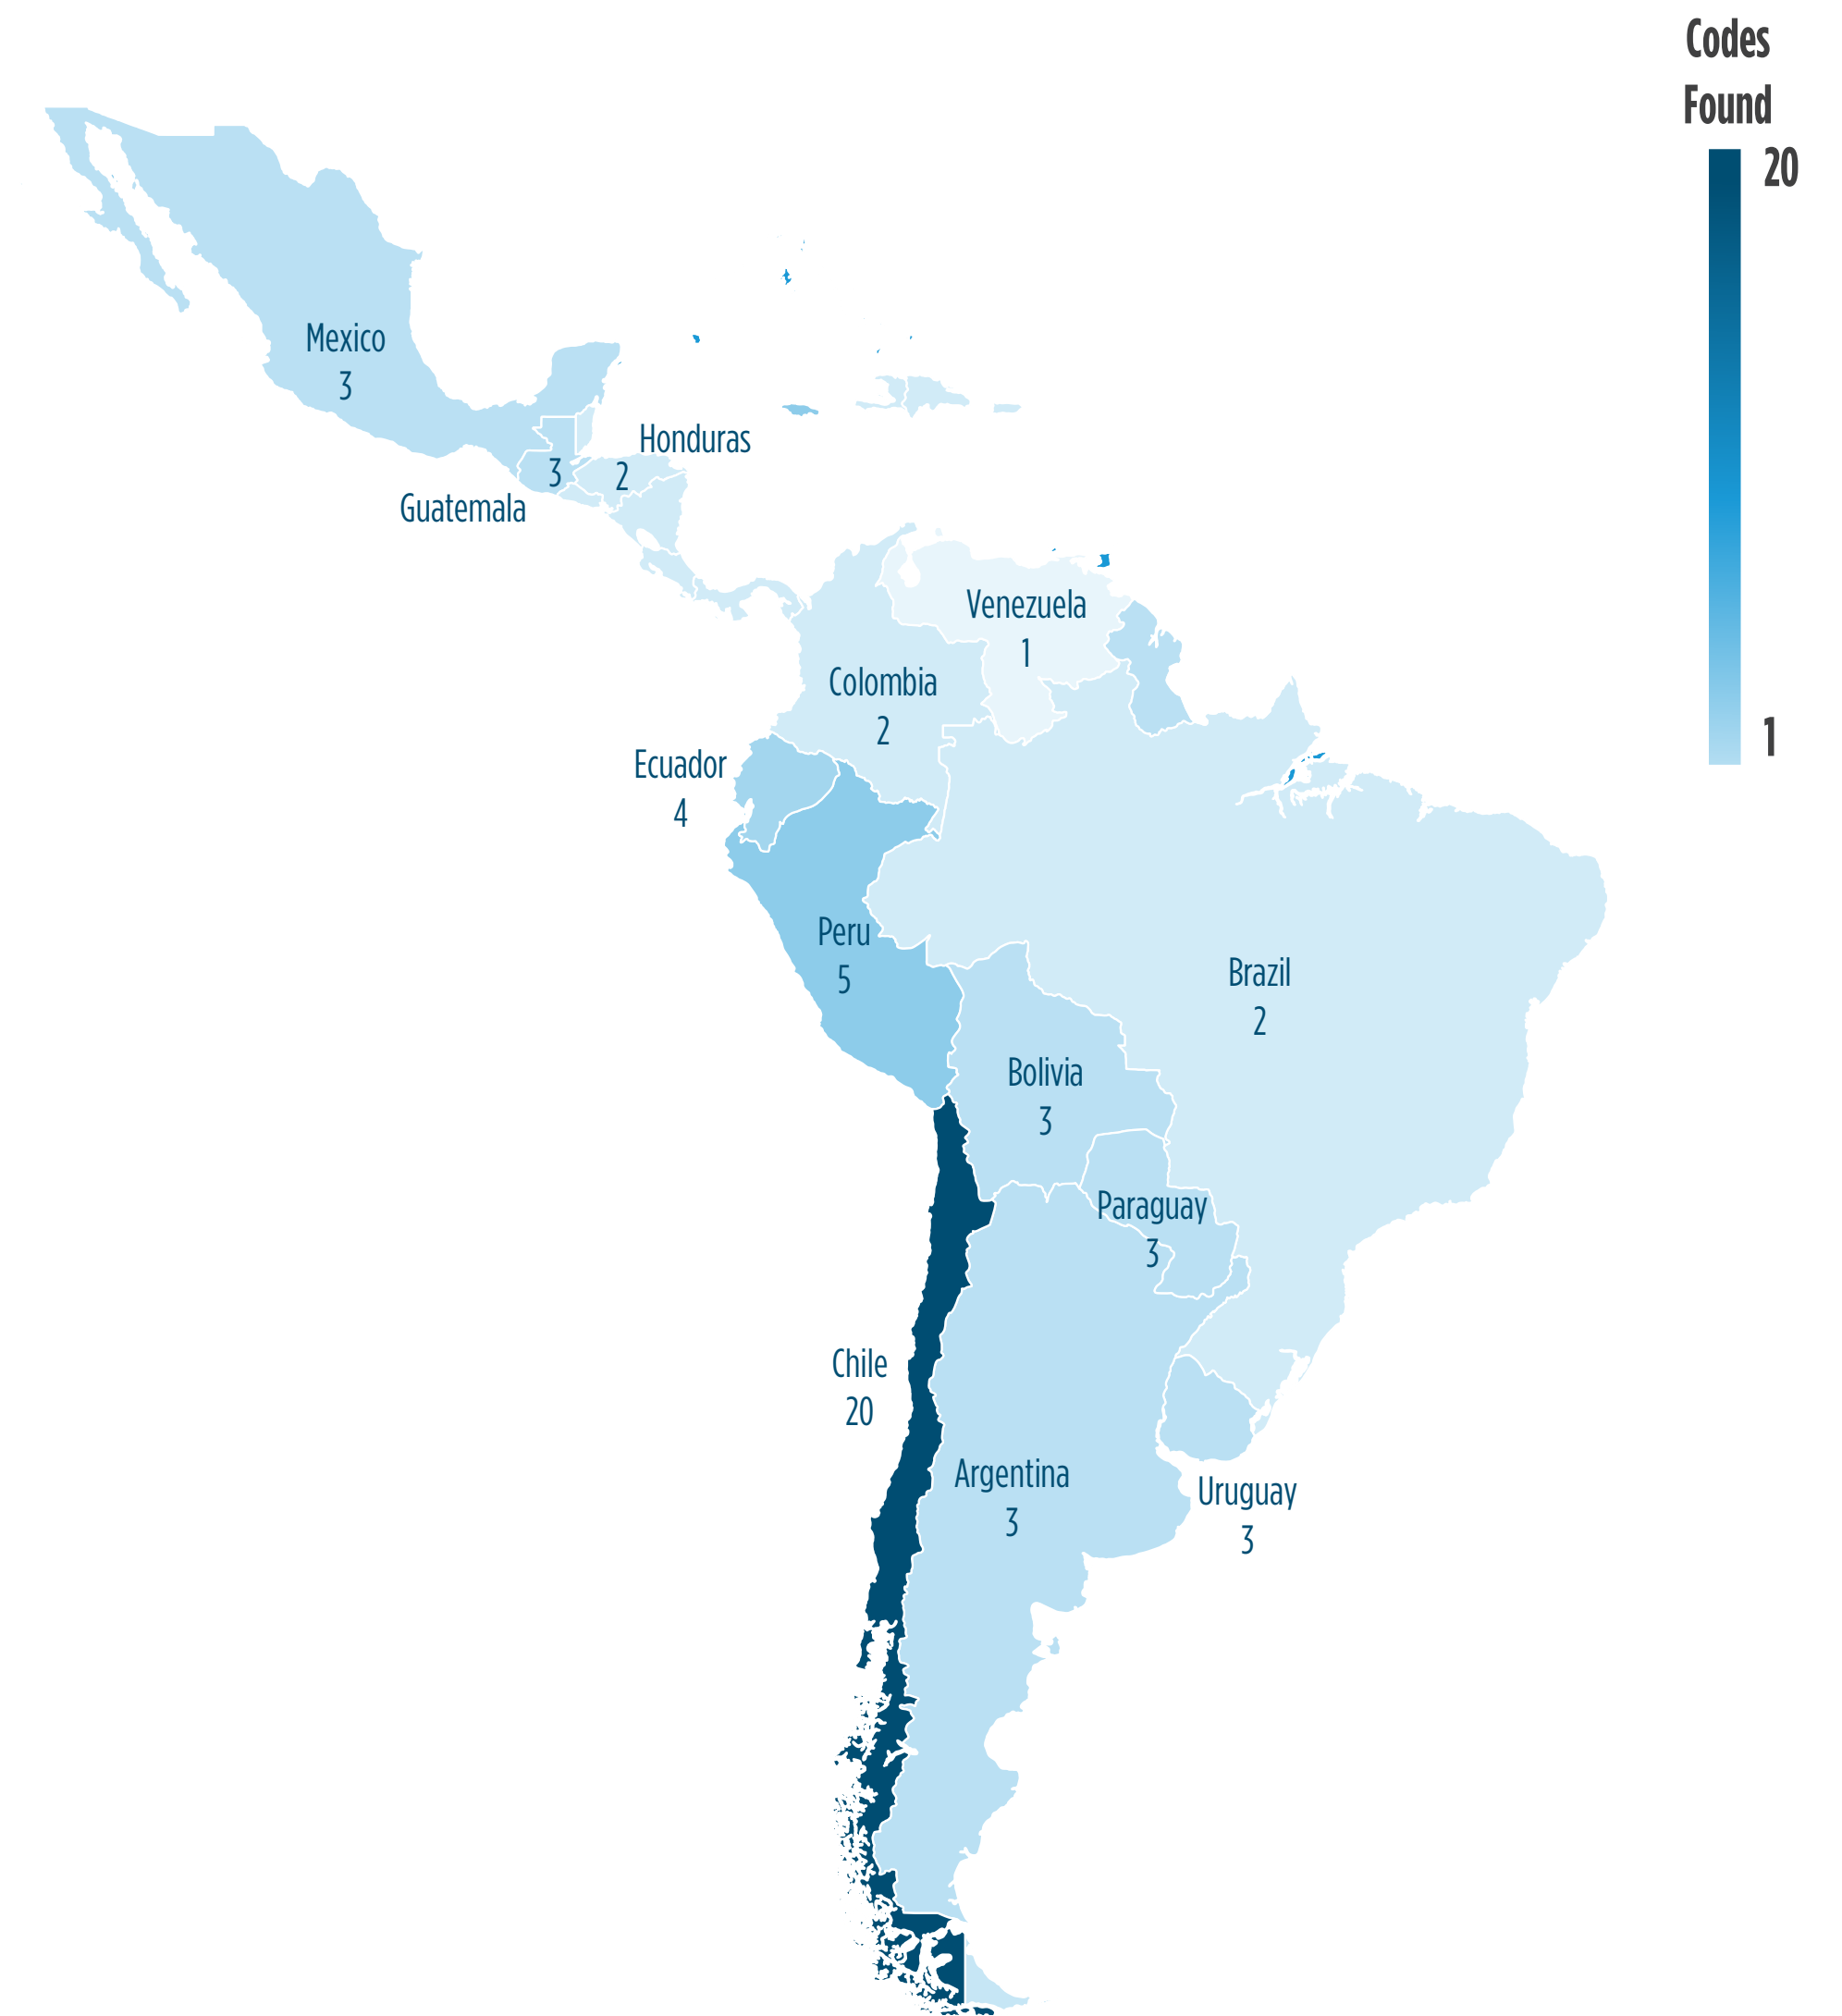 Codes
Found
20
1
Mexico
3
Honduras
2
3
Guatemala
Venezuela
1
Colombia
2
Ecuador
4
Peru
5
Brazil
2
Bolivia
3
Paraguay
3
Chile
20
Argentina
3
Uruguay
3